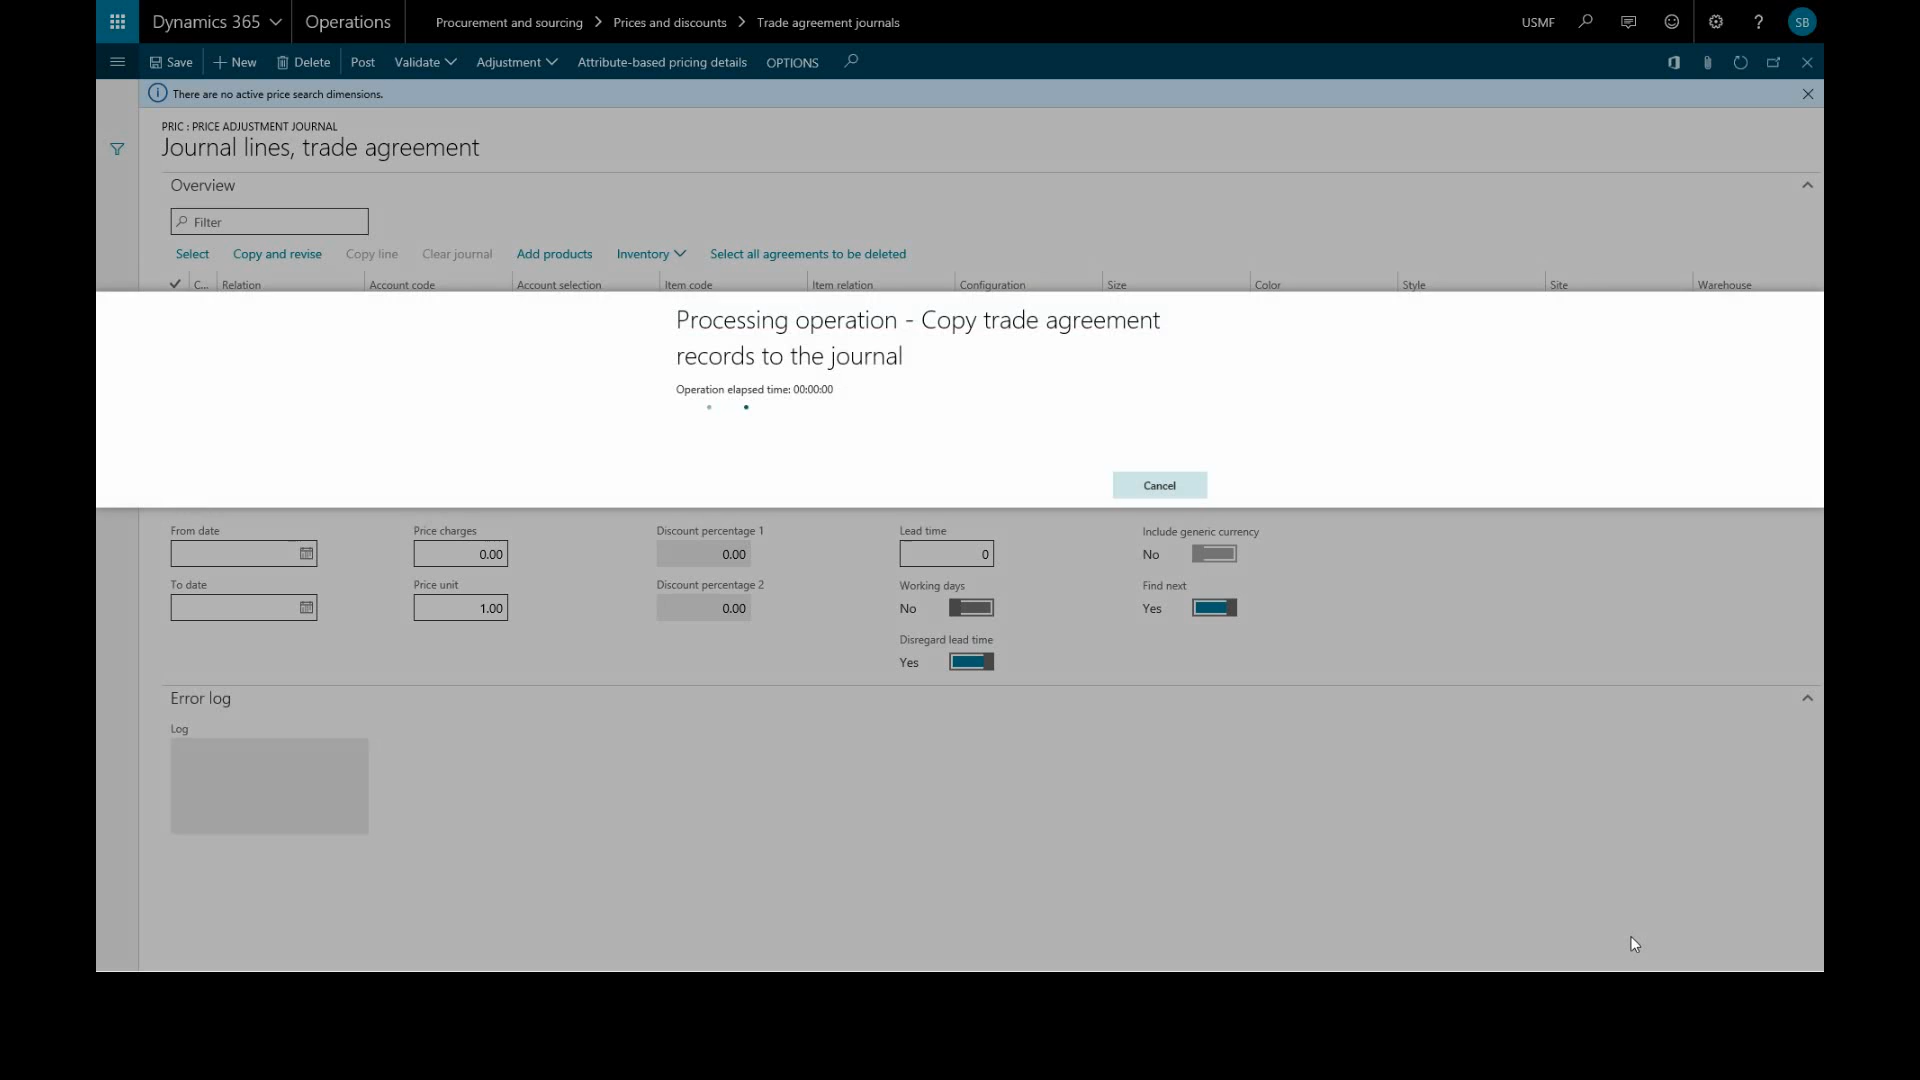 Dynamics 365 Operations Procurement and sourcing Prices and discounts Trade agreement journals USMF ? SB
Save New Delete Post Validate Adjustment Attribute-based pricing details OPTIONS
There are no active price search dimensions.
PRIC : PRICE ADJUSTMENT JOURNAL
Journal lines, trade agreement
Overview
Filter
Select Copy and revise Copy line Clear journal Add products Inventory Select all agreements to be deleted
C... Relation Account code Account selection Item code Item relation Configuration Size Color Style Site Warehouse
Processing operation - Copy trade agreement
records to the journal
Operation elapsed time: 00:00:00
Cancel
From date Price charges Discount percentage 1 Lead time Include generic currency
0.00 0.00 0 No
To date Price unit Discount percentage 2 Working days Find next
1.00 0.00 No Yes
Disregard lead time
Yes
Error log
Log